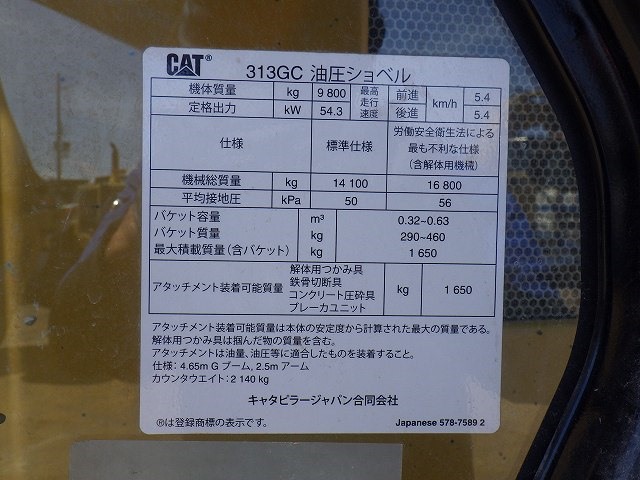 CAT® 313GC 油圧ショベル
機体質量 kg 9 800 最高走行速度 前進 km/h 5.4
定格出力 kW 54.3 後進 5.4
仕様 標準仕様 労働安全衛生法による
最も不利な仕様
(含解体用機械)
機械総質量 kg 14 100 16 800
平均接地圧 kPa 50 56
バケット容量 m³ 0.32~0.63
バケット質量 kg 290~460
最大積載質量(含バケット) kg 1 650
アタッチメント装着可能質量 解体用つかみ具 kg 1 650
鉄骨切断具
コンクリート圧砕具
ブレーカユニット
アタッチメント装着可能質量は本体の安定度から計算された最大の質量である。
解体用つかみ具は掴んだ物の質量を含む。
アタッチメントは油量、油圧等に適合したものを装着すること。
仕様: 4.65m G ブーム, 2.5m アーム
カウンタウエイト: 2 140 kg
キャタピラージャパン合同会社
®は登録商標の表示です。 Japanese 578-7589 2